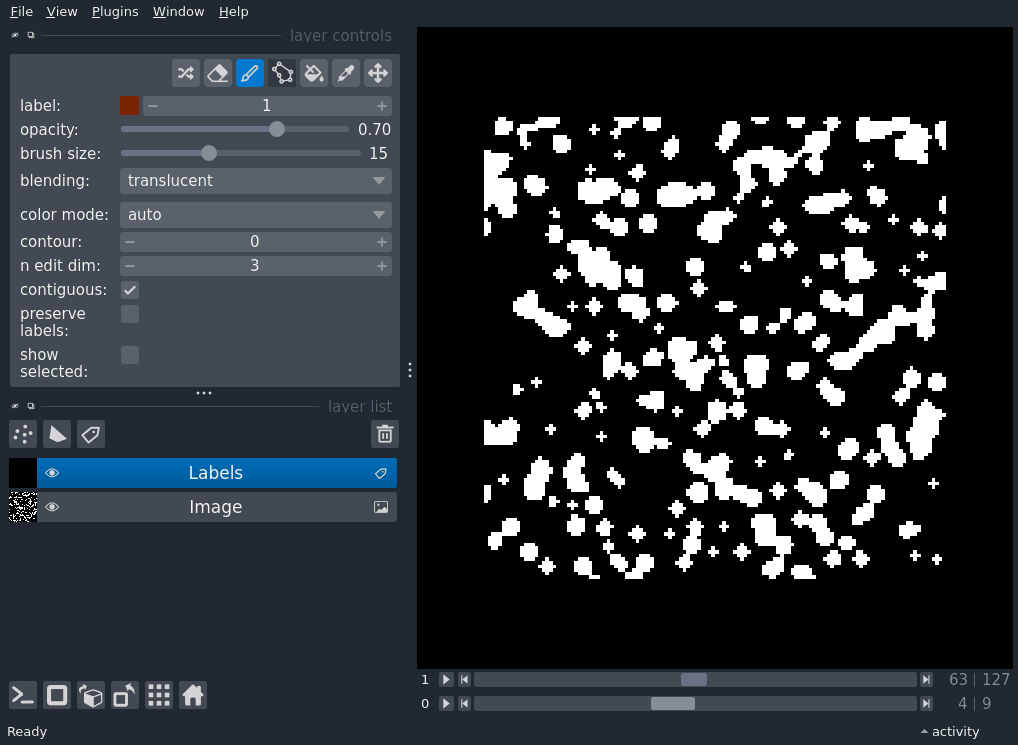 File View Plugins Window Help
layer controls
label: 1
opacity: 0.70
brush size: 15
blending: translucent
color mode: auto
contour: 0
n edit dim: 3
contiguous:
preserve
labels:
show
selected:
layer list
Labels
Image
1 63 | 127
0 4 | 9
Ready activity